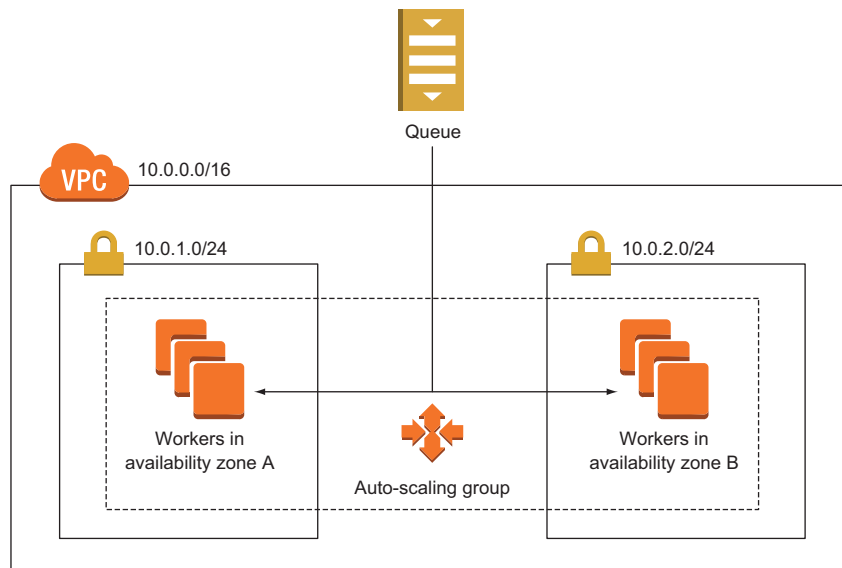 Queue
VPC
10.0.0.0/16
10.0.1.0/24
10.0.2.0/24
Workers in
availability zone A
Workers in
availability zone B
Auto-scaling group